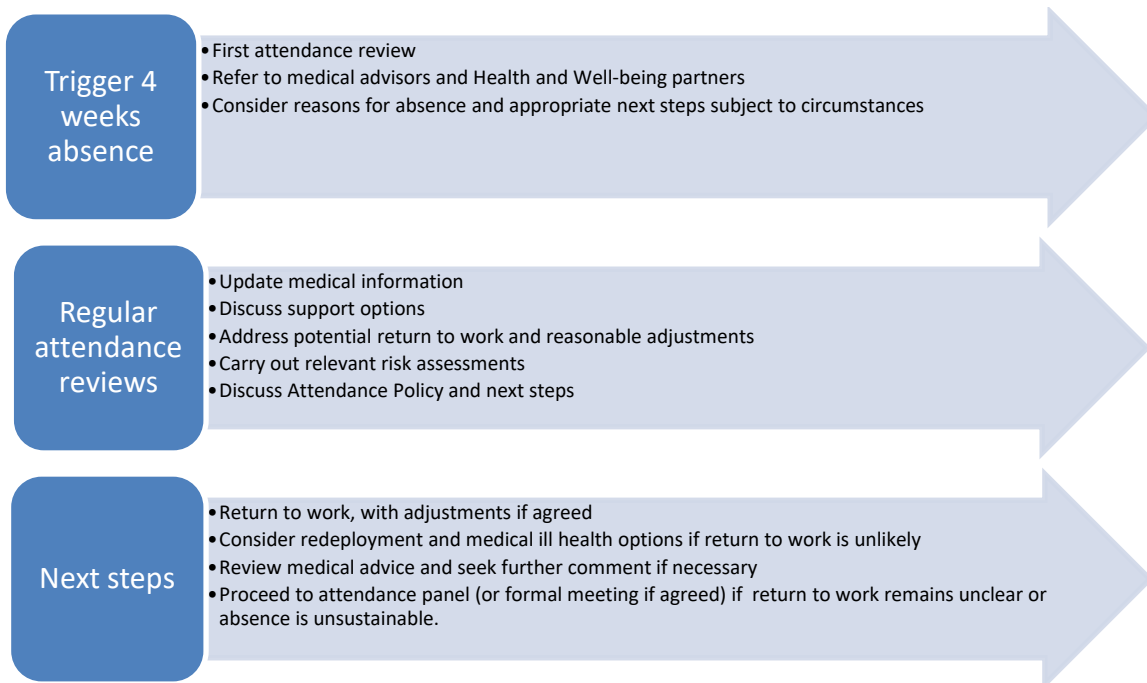 Trigger 4
weeks
absence
•First attendance review
•Refer to medical advisors and Health and Well-being partners
•Consider reasons for absence and appropriate next steps subject to circumstances
Regular
attendance
reviews
•Update medical information
•Discuss support options
•Address potential return to work and reasonable adjustments
•Carry out relevant risk assessments
•Discuss Attendance Policy and next steps
Next steps
•Return to work, with adjustments if agreed
•Consider redeployment and medical ill health options if return to work is unlikely
•Review medical advice and seek further comment if necessary
•Proceed to attendance panel (or formal meeting if agreed) if return to work remains unclear or
absence is unsustainable.